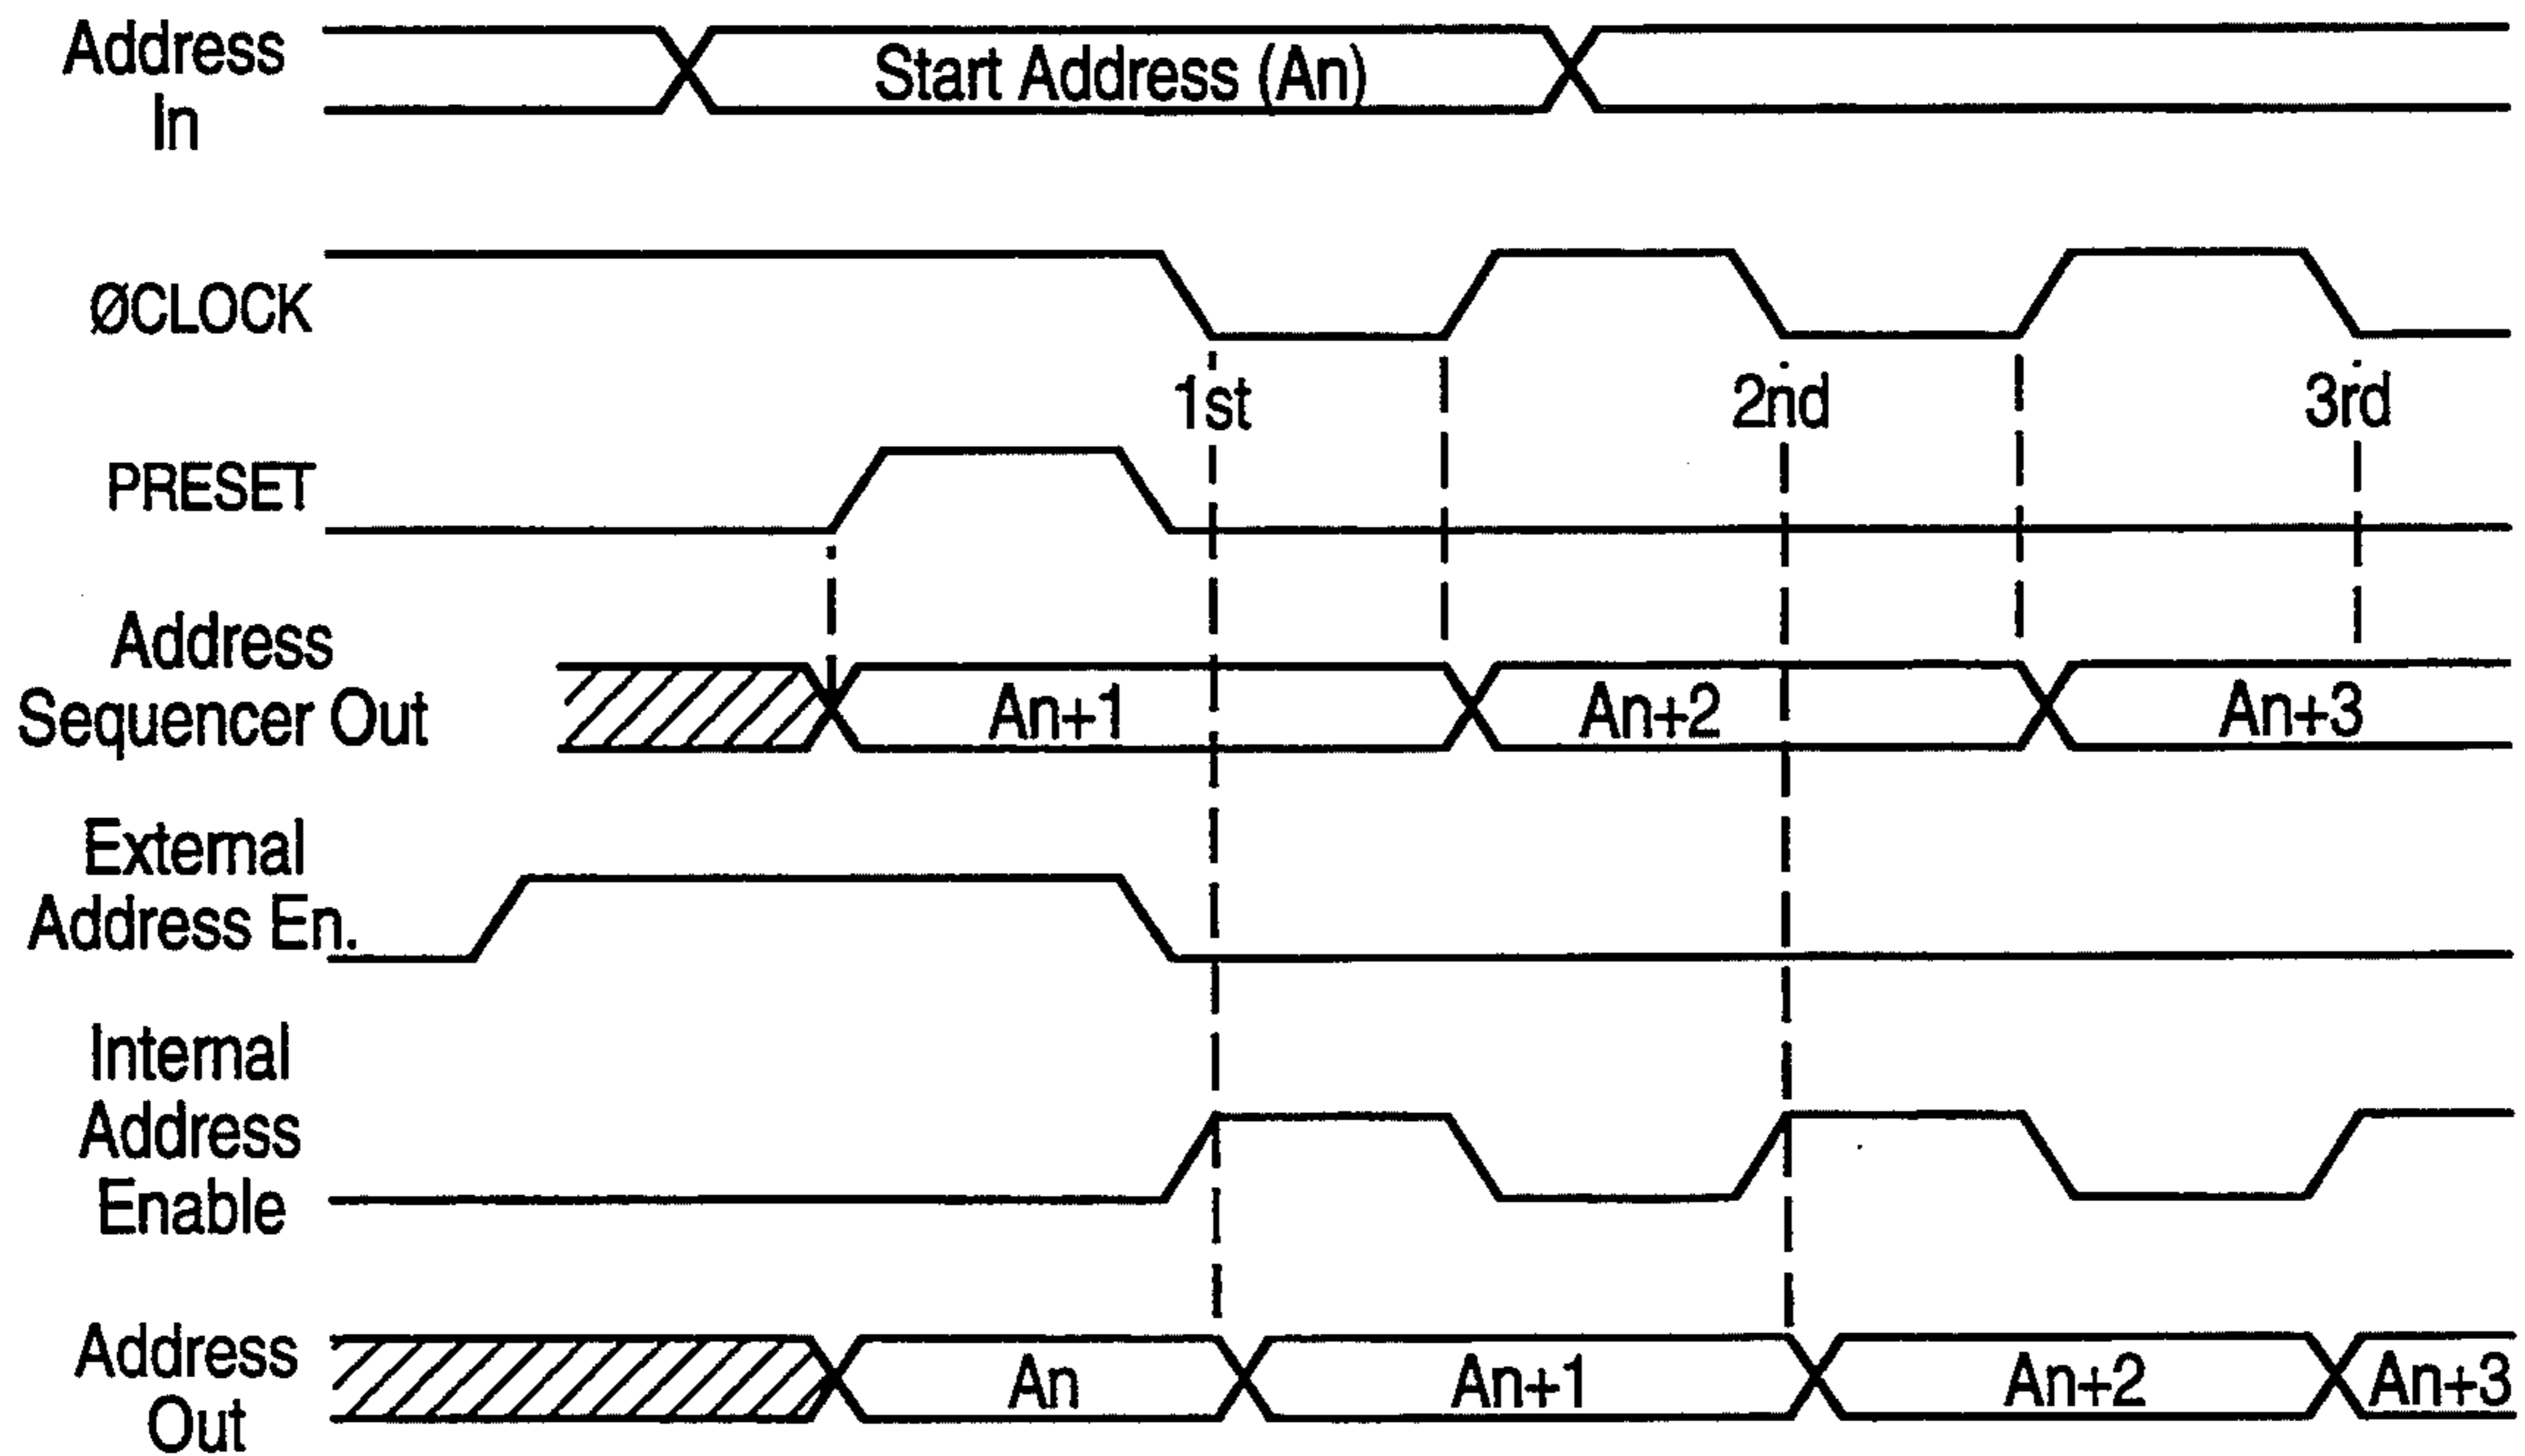 Address
In
Start Address (An)
ØCLOCK
1st
2nd
3rd
PRESET
Address
Sequencer Out
An+1
An+2
An+3
External
Address En.
Internal
Address
Enable
Address
Out
An
An+1
An+2
An+3